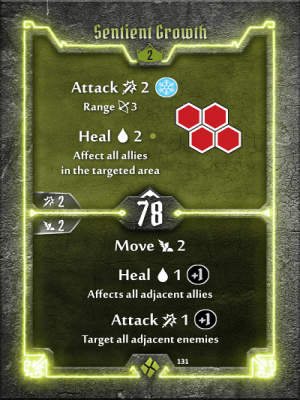 Sentient Growth
2
Attack 2
Range 3
Heal 2
Affect all allies
in the targeted area
2
78
2
Move 2
Heal 1 +1
Affects all adjacent allies
Attack 1 +1
Target all adjacent enemies
131